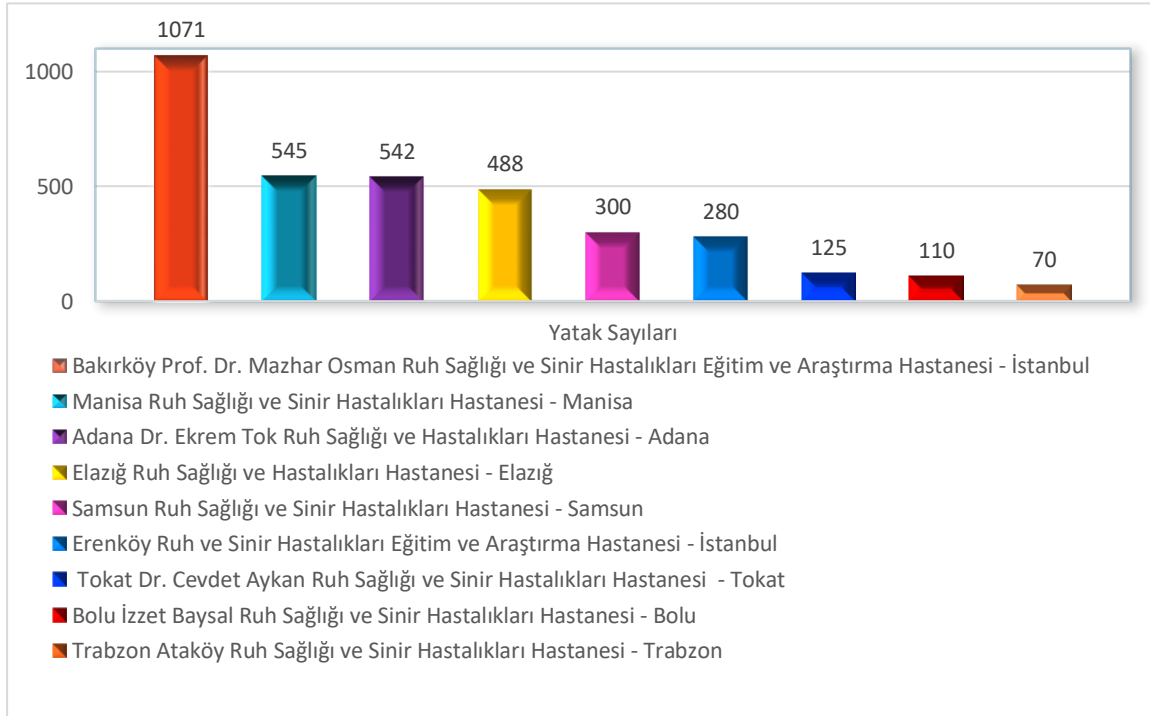 1071
1000
545
542
488
500
300
280
125
110
70
0
Yatak Sayıları
Bakırköy Prof. Dr. Mazhar Osman Ruh Sağlığı ve Sinir Hastalıkları Eğitim ve Araştırma Hastanesi - İstanbul
Manisa Ruh Sağlığı ve Sinir Hastalıkları Hastanesi - Manisa
Adana Dr. Ekrem Tok Ruh Sağlığı ve Hastalıkları Hastanesi - Adana
Elazığ Ruh Sağlığı ve Hastalıkları Hastanesi - Elazığ
Samsun Ruh Sağlığı ve Sinir Hastalıkları Hastanesi - Samsun
Erenköy Ruh ve Sinir Hastalıkları Eğitim ve Araştırma Hastanesi - İstanbul
Tokat Dr. Cevdet Aykan Ruh Sağlığı ve Sinir Hastalıkları Hastanesi - Tokat
Bolu İzzet Baysal Ruh Sağlığı ve Sinir Hastalıkları Hastanesi - Bolu
Trabzon Ataköy Ruh Sağlığı ve Sinir Hastalıkları Hastanesi - Trabzon